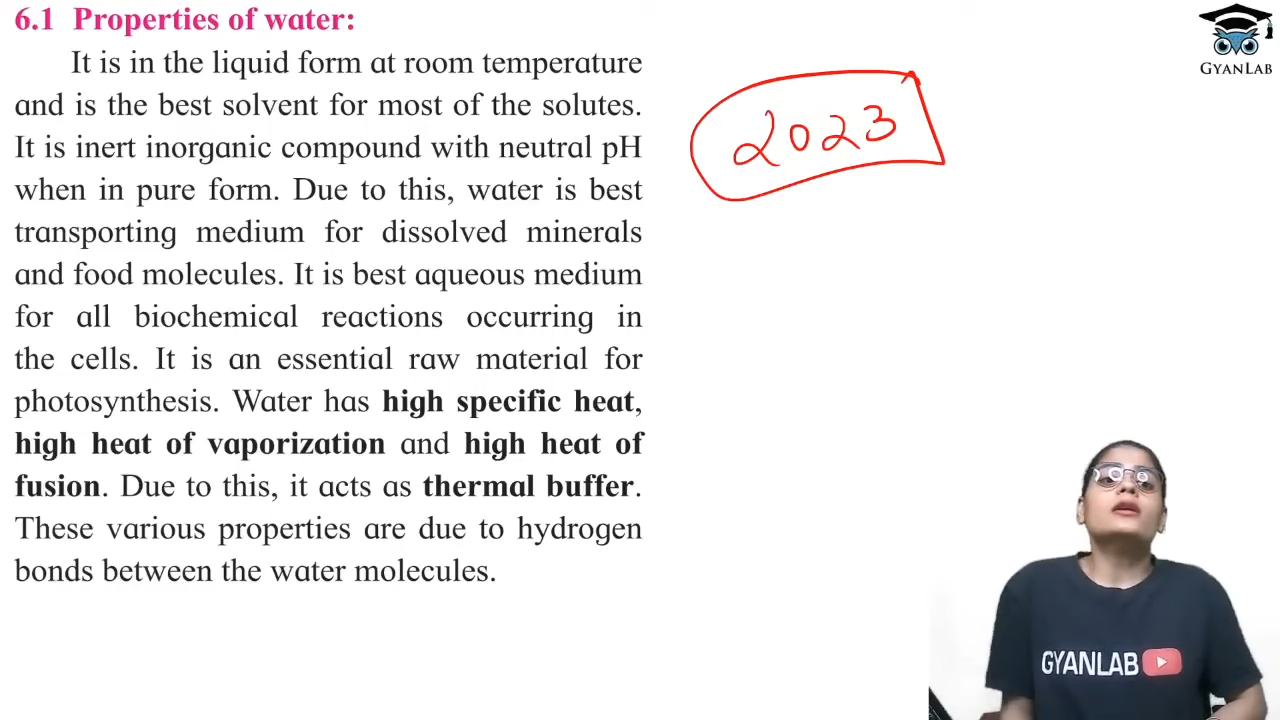 6.1 Properties of water:
It is in the liquid form at room temperature
and is the best solvent for most of the solutes.
It is inert inorganic compound with neutral pH
when in pure form. Due to this, water is best
transporting medium for dissolved minerals
and food molecules. It is best aqueous medium
for all biochemical reactions occurring in
the cells. It is an essential raw material for
photosynthesis. Water has high specific heat,
high heat of vaporization and high heat of
fusion. Due to this, it acts as thermal buffer.
These various properties are due to hydrogen
bonds between the water molecules.
2023
GYANLAB
GYANLAB